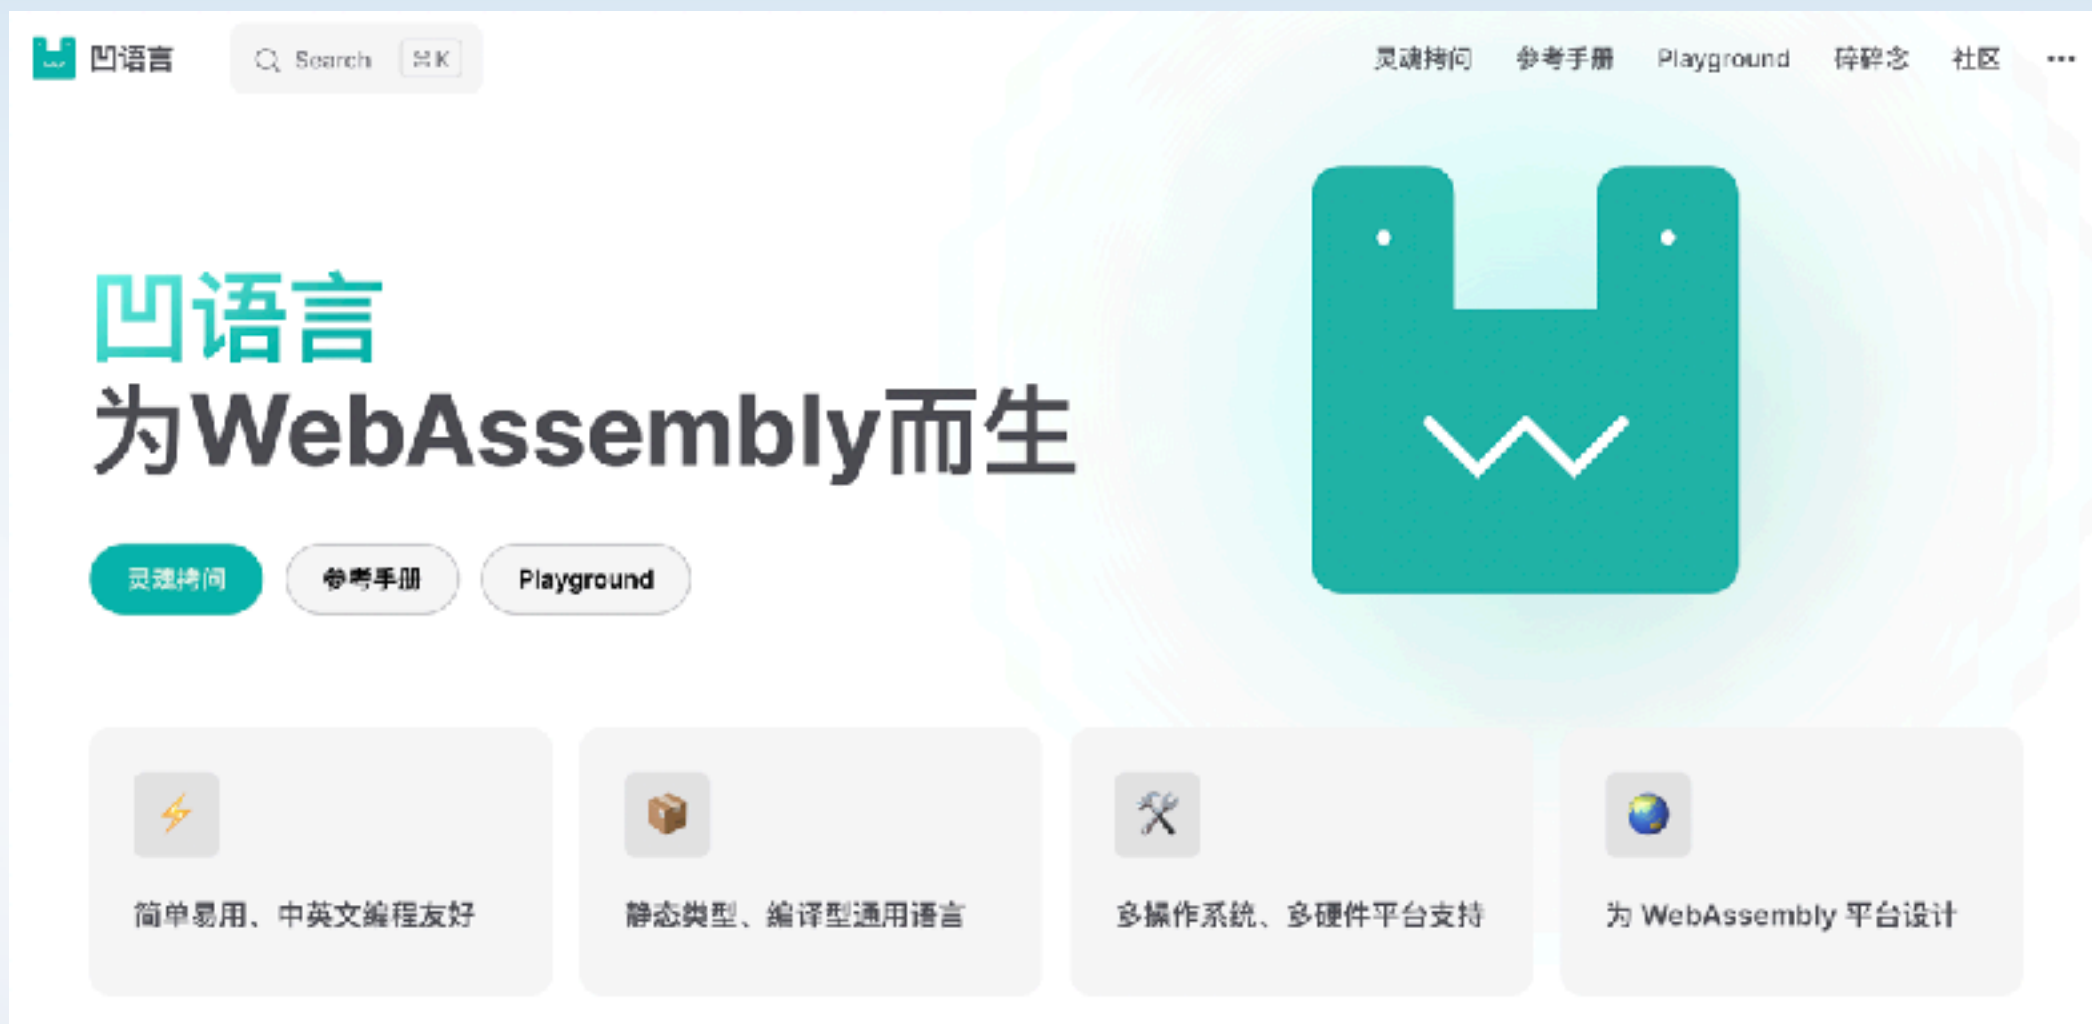 凹语言
Search ⌘K
灵魂拷问 参考手册 Playground 碎碎念 社区 •••
凹语言
为WebAssembly而生
灵魂拷问 参考手册 Playground
简单易用、中英文编程友好
静态类型、编译型通用语言
多操作系统、多硬件平台支持
为 WebAssembly 平台设计